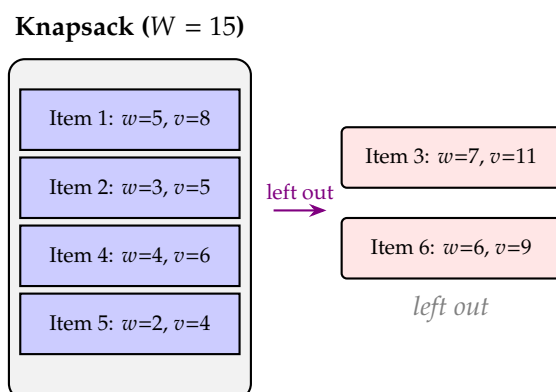 Knapsack (W = 15)
Item 1: w=5, v=8
Item 2: w=3, v=5
Item 4: w=4, v=6
Item 5: w=2, v=4
left out
Item 3: w=7, v=11
Item 6: w=6, v=9
left out